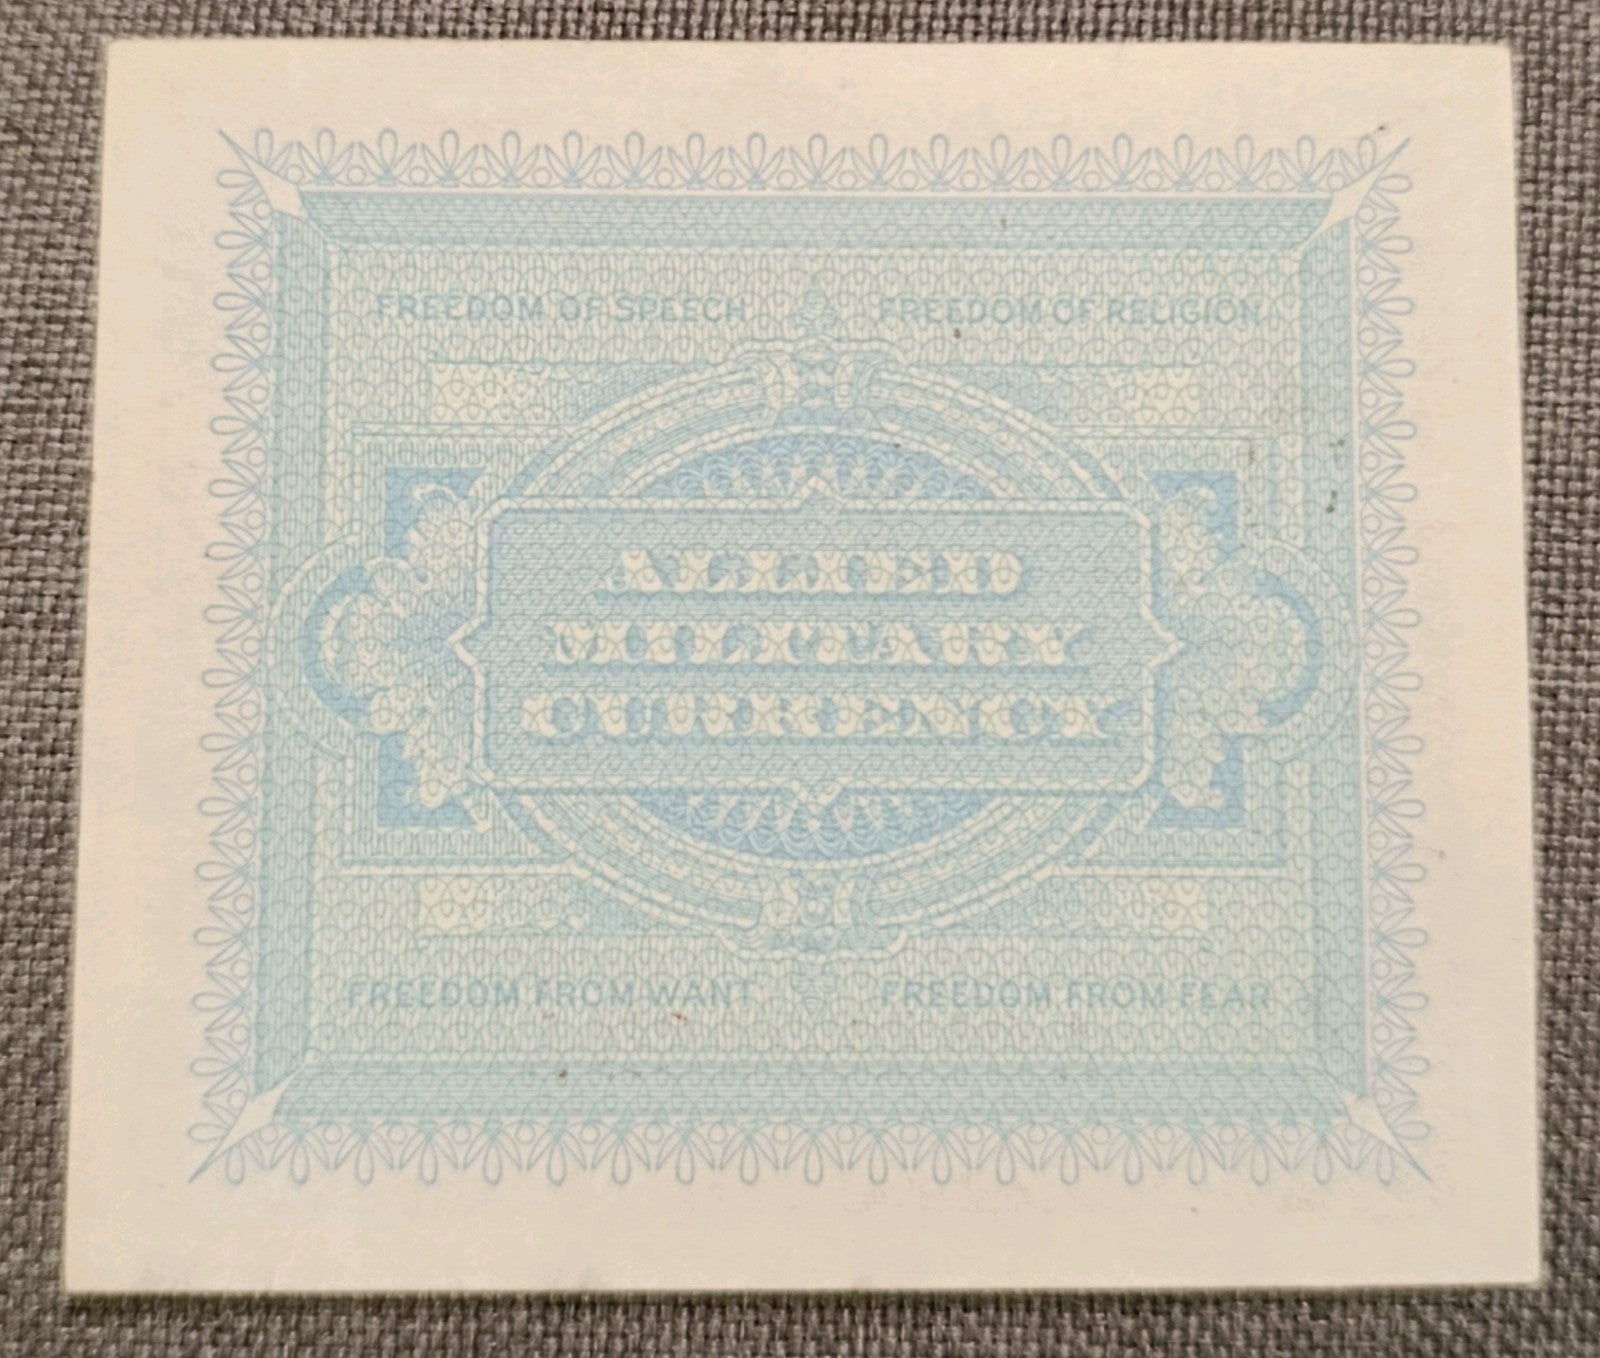 FREEDOM OF SPEECH FREEDOM OF RELIGION
ALLIED
MILITARY
CURRENCY
FREEDOM FROM WANT FREEDOM FROM FEAR